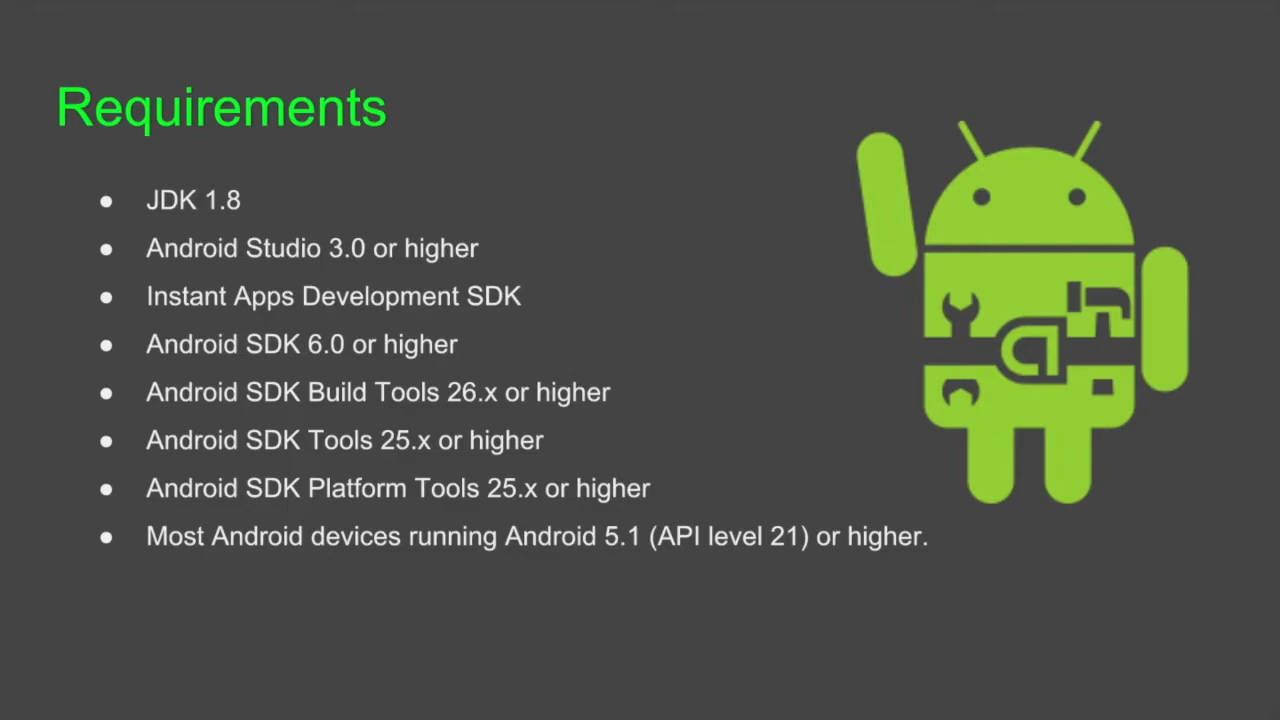 Requirements
● JDK 1.8
● Android Studio 3.0 or higher
● Instant Apps Development SDK
● Android SDK 6.0 or higher
● Android SDK Build Tools 26.x or higher
● Android SDK Tools 25.x or higher
● Android SDK Platform Tools 25.x or higher
● Most Android devices running Android 5.1 (API level 21) or higher.